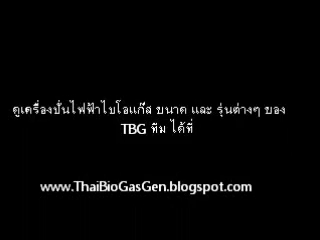 ดูเครื่องปั่นไฟฟ้าไบโอแก๊ส ขนาด และ รุ่นต่างๆ ของ
TBG ทีม ได้ที่
www.ThaiBioGasGen.blogspot.com